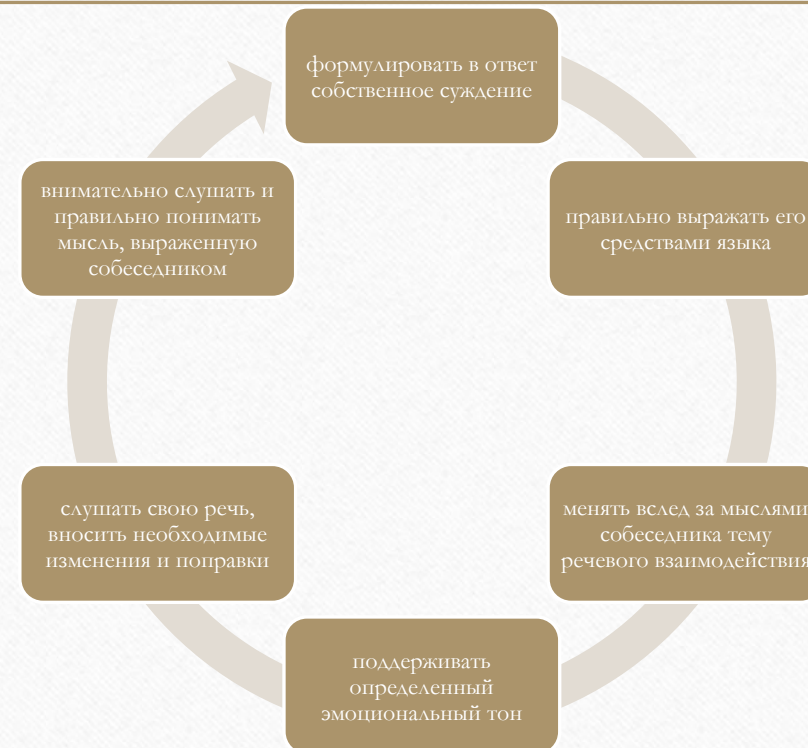 формулировать в ответ
собственное суждение
правильно выражать его
средствами языка
менять вслед за мыслями
собеседника тему
речевого взаимодействия
поддерживать
определенный
эмоциональный тон
слушать свою речь,
вносить необходимые
изменения и поправки
внимательно слушать и
правильно понимать
мысль, выраженную
собеседником